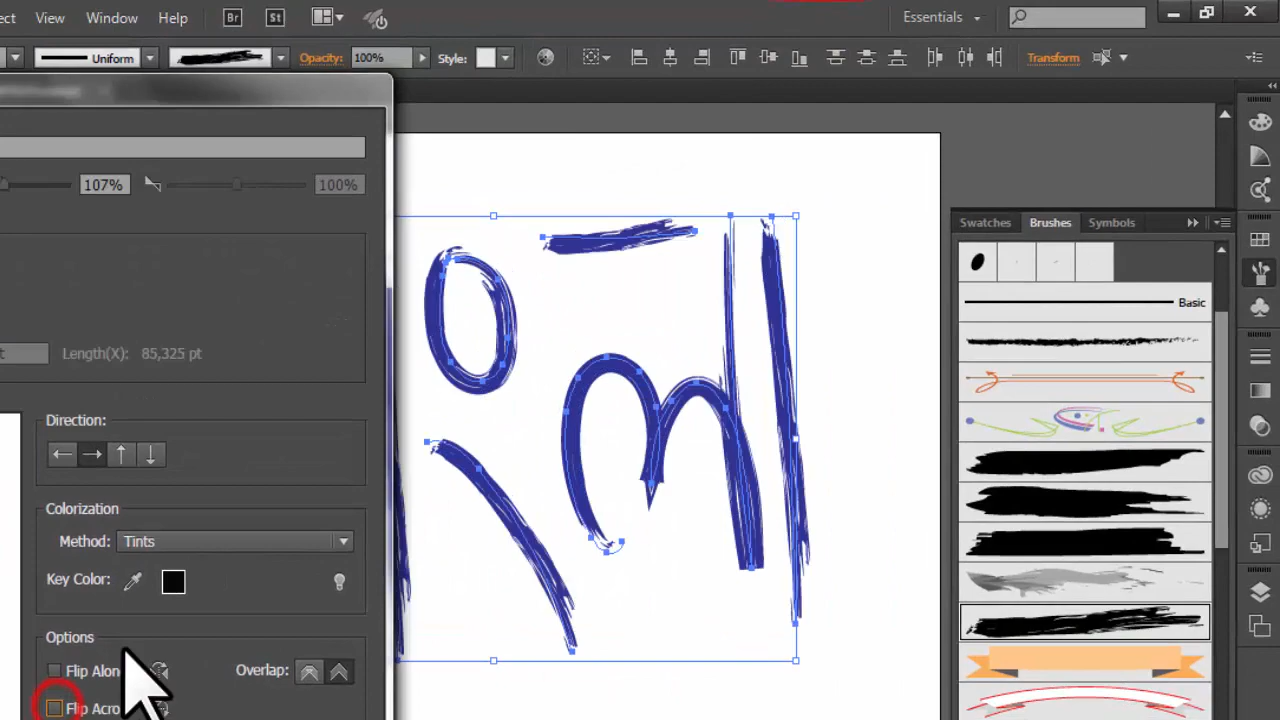 View Window Help Br St Essentials
Uniform Opacity: 100% Style: Transform
107% 100%
Swatches Brushes Symbols
Basic
Length(X): 85,325 pt
Direction:
Colorization
Method: Tints
Key Color:
Options
Overlap: